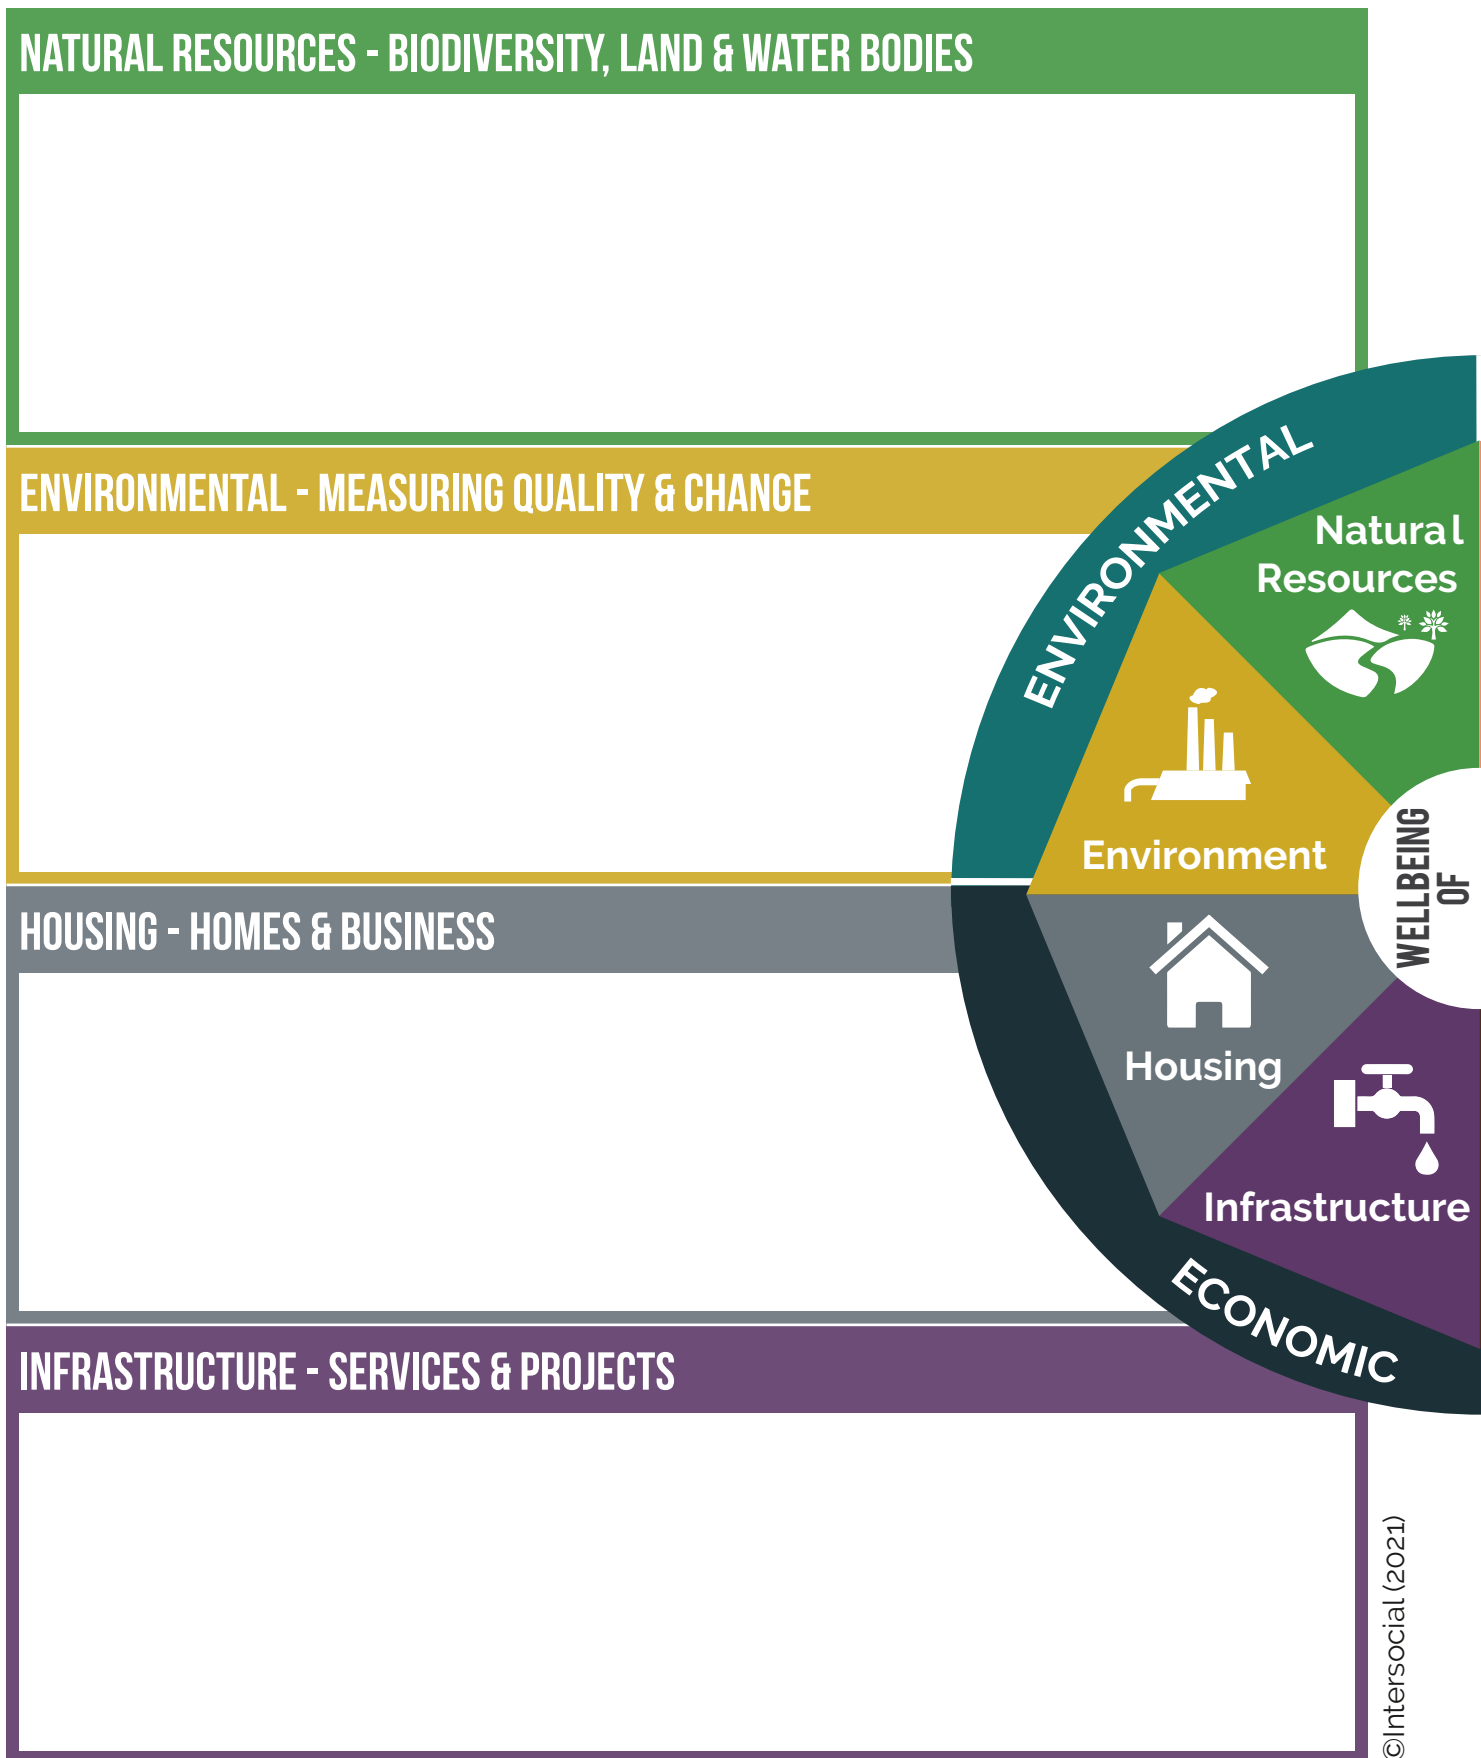 NATURAL RESOURCES - BIODIVERSITY, LAND & WATER BODIES
ENVIRONMENTAL - MEASURING QUALITY & CHANGE
HOUSING - HOMES & BUSINESS
INFRASTRUCTURE - SERVICES & PROJECTS
ENVIRONMENTAL
Natural
Resources
Environment
WELLBEING
OF
Housing
Infrastructure
ECONOMIC
©Intersocial (2021)